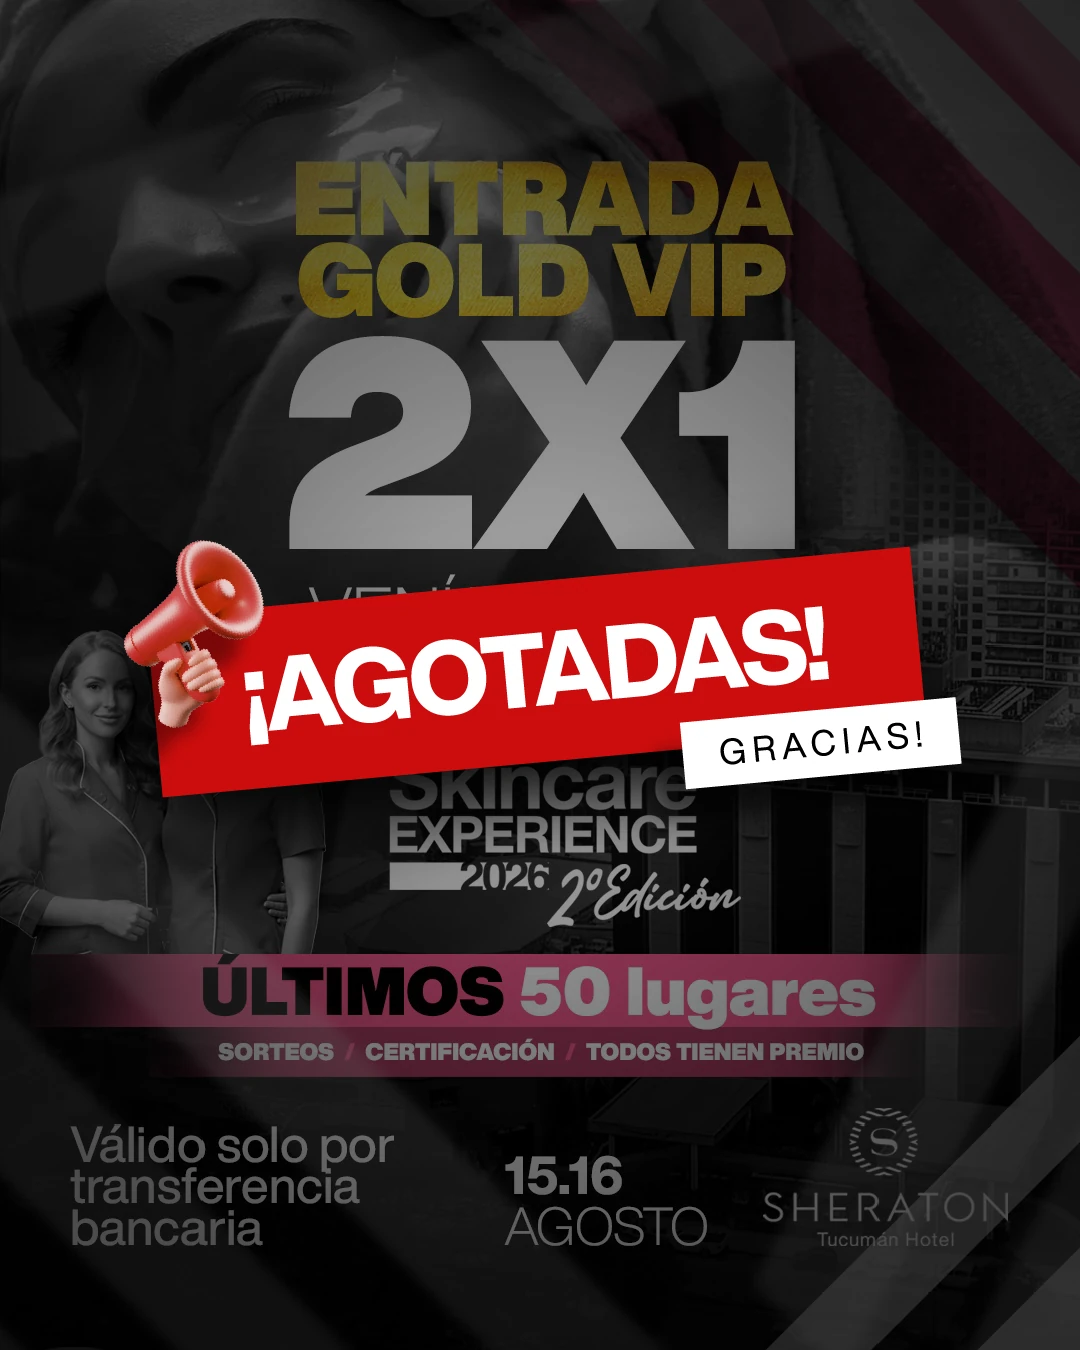 ENTRADA
GOLD VIP
2X1
¡AGOTADAS!
GRACIAS!
Skincare
EXPERIENCE
2026
2º Edición
ÚLTIMOS 50 lugares
SORTEOS / CERTIFICACIÓN / TODOS TIENEN PREMIO
Válido solo por
transferencia
bancaria
15.16
AGOSTO
S
SHERATON
Tucumán Hotel